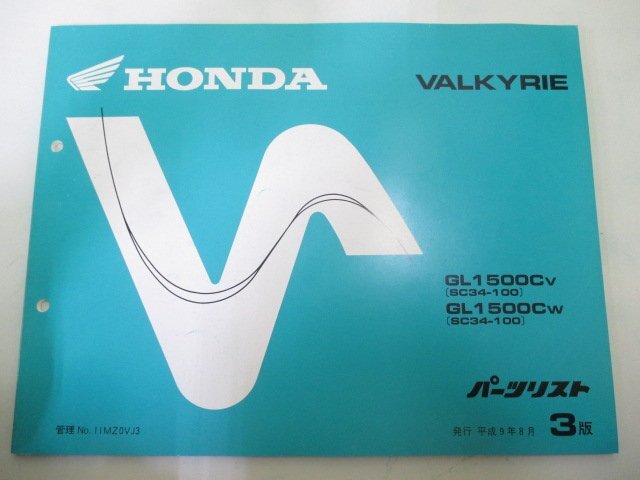 HONDA
VALKYRIE
GL1500CV
(SC34-100)
GL1500CW
(SC34-100)
パーツリスト
管理 No. 11MZ0VJ3
発行 平成9年8月 3版